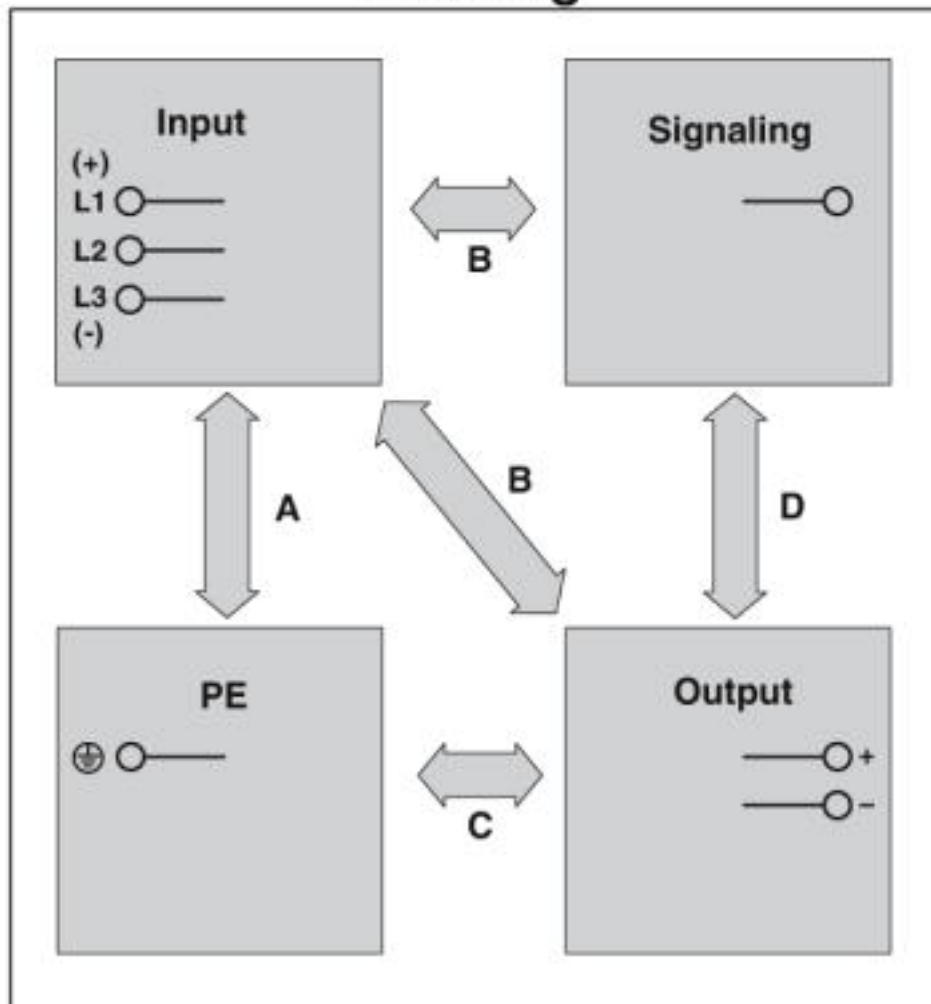 Input
(+)
L1
L2
L3
(-)
Signaling
B
A
B
D
PE
Output
+
–
C